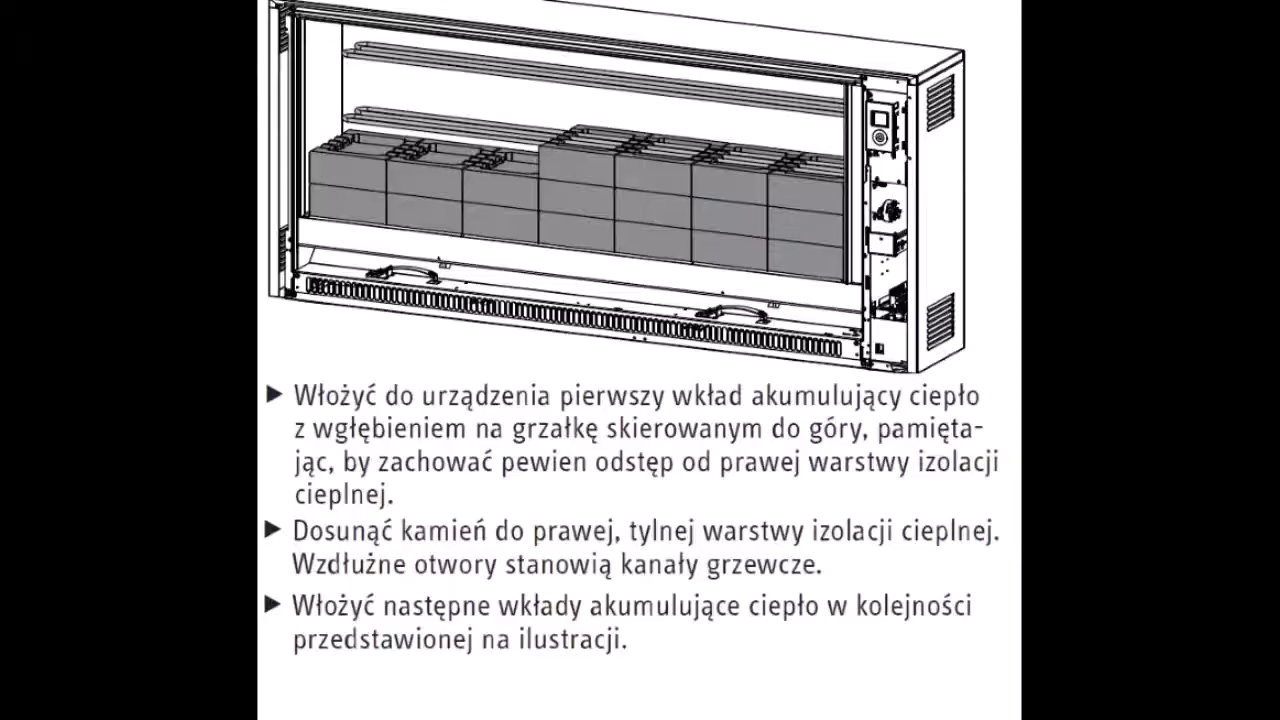 ► Włożyć do urządzenia pierwszy wkład akumulujący ciepło
z wgłębieniem na grzałkę skierowanym do góry, pamięta-
jąc, by zachować pewien odstęp od prawej warstwy izolacji
cieplnej.
► Dosunąć kamień do prawej, tylnej warstwy izolacji cieplnej.
Wzdłużne otwory stanowią kanały grzewcze.
► Włożyć następne wkłady akumulujące ciepło w kolejności
przedstawionej na ilustracji.